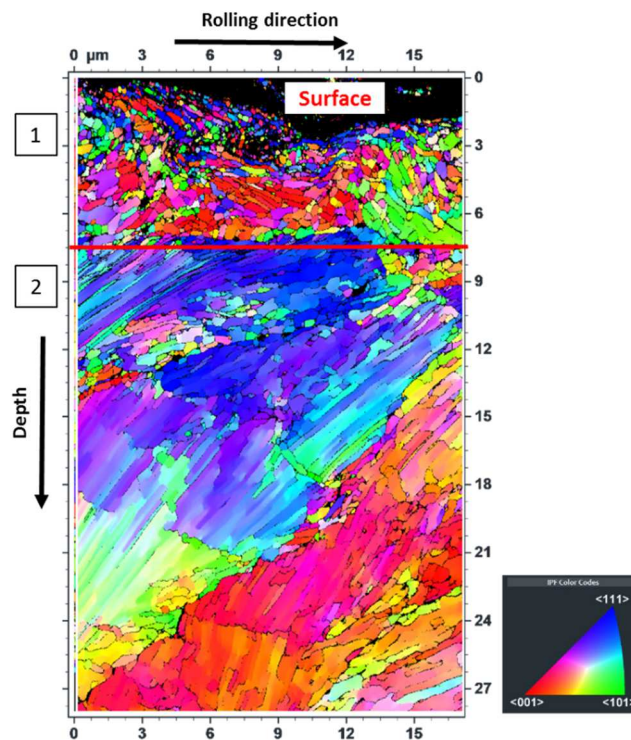 Rolling direction
0 µm 3 6 9 12 15
Surface
0
1
3
6
2
9
12
Depth
15
18
21
24
27
0 3 6 9 12 15
IPF Color Codes
<111>
<001> <101>